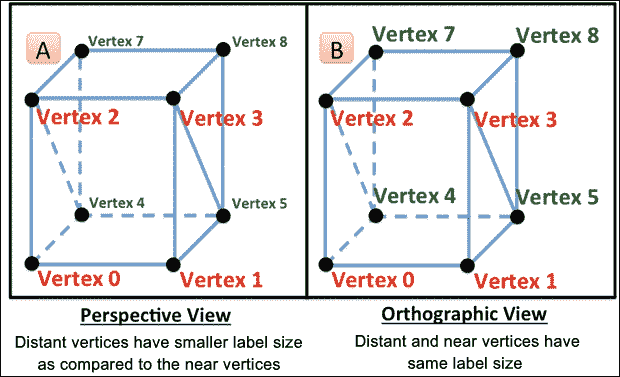 A
Vertex 7
Vertex 8
Vertex 2
Vertex 3
Vertex 4
Vertex 5
Vertex 0
Vertex 1
Perspective View
Distant vertices have smaller label size
as compared to the near vertices
B
Vertex 7
Vertex 8
Vertex 2
Vertex 3
Vertex 4
Vertex 5
Vertex 0
Vertex 1
Orthographic View
Distant and near vertices have
same label size